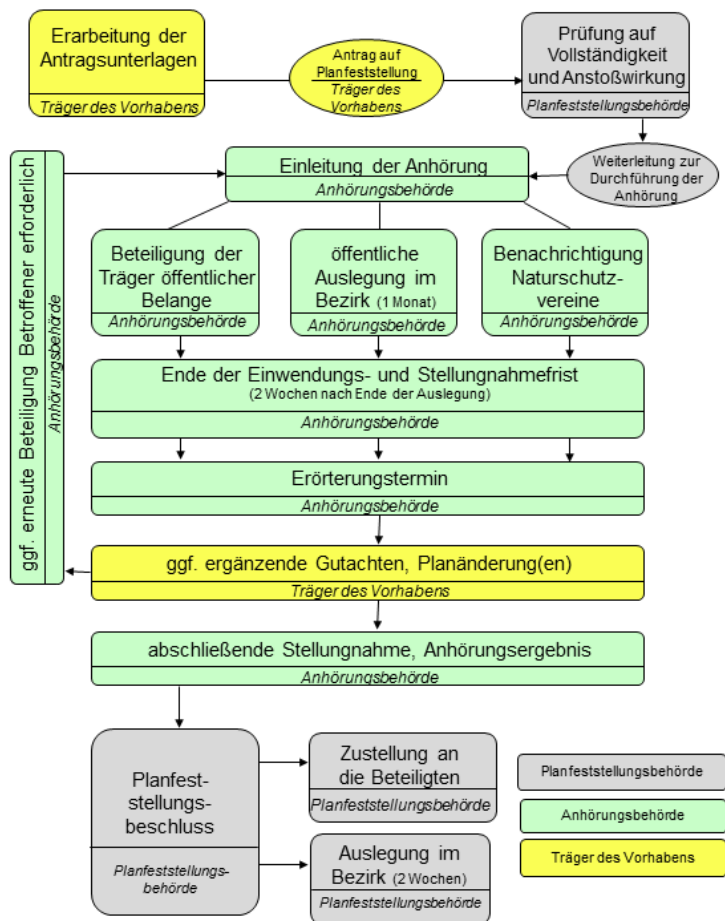 Erarbeitung der
Antragsunterlagen
Träger des Vorhabens
Antrag auf
Planfeststellung
Träger des
Vorhabens
Prüfung auf
Vollständigkeit
und Anstoßwirkung
Planfeststellungsbehörde
Weiterleitung zur
Durchführung der
Anhörung
Einleitung der Anhörung
Anhörungsbehörde
ggf. erneute Beteiligung Betroffener erforderlich
Anhörungsbehörde
Beteiligung der
Träger öffentlicher
Belange
Anhörungsbehörde
öffentliche
Auslegung im
Bezirk (1 Monat)
Anhörungsbehörde
Benachrichtigung
Naturschutz-
vereine
Anhörungsbehörde
Ende der Einwendungs- und Stellungnahmefrist
(2 Wochen nach Ende der Auslegung)
Anhörungsbehörde
Erörterungstermin
Anhörungsbehörde
ggf. ergänzende Gutachten, Planänderung(en)
Träger des Vorhabens
abschließende Stellungnahme, Anhörungsergebnis
Anhörungsbehörde
Planfest-
stellungs-
beschluss
Planfeststellungs-
behörde
Zustellung an
die Beteiligten
Planfeststellungsbehörde
Auslegung im
Bezirk (2 Wochen)
Planfeststellungsbehörde
Planfeststellungsbehörde
Anhörungsbehörde
Träger des Vorhabens